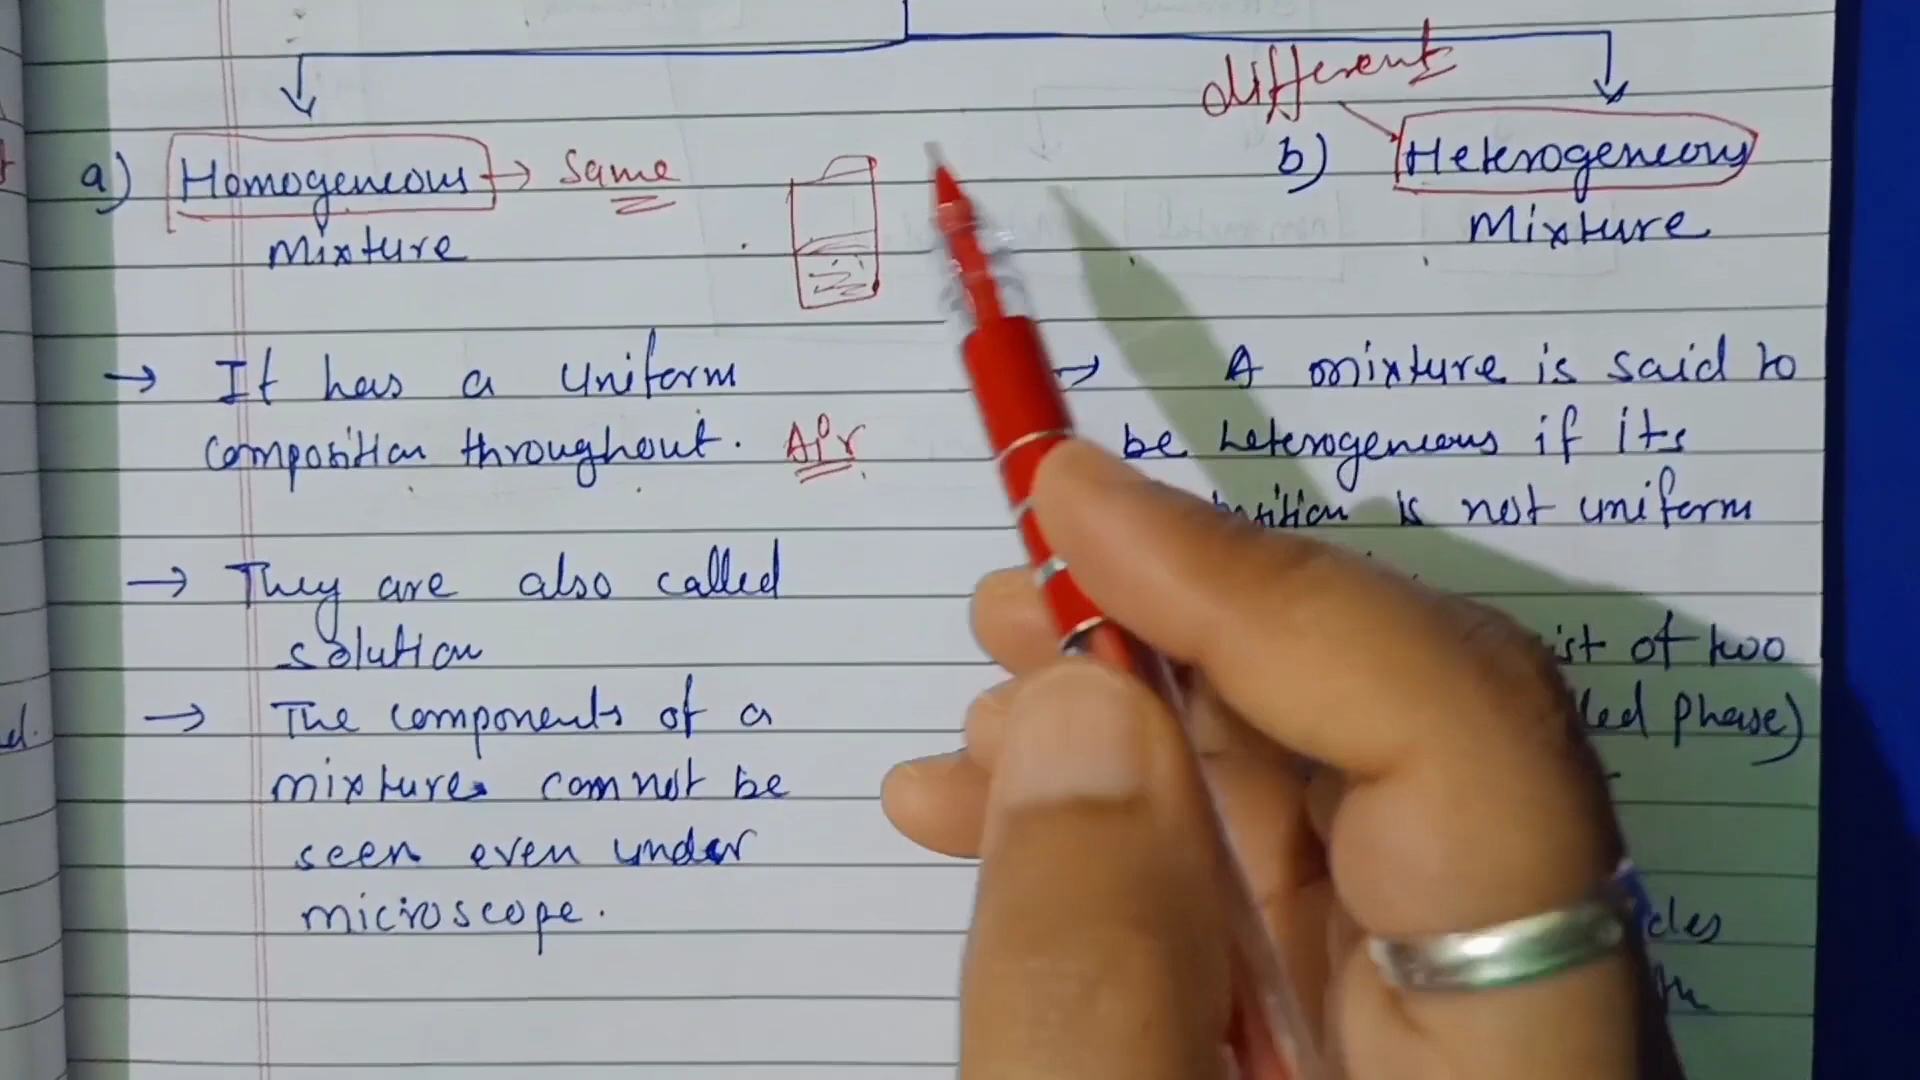 different
a) Homogeneous → Same
mixture
b) Heterogeneous
Mixture
→ It has a uniform
composition throughout. Air
→ They are also called
solution
→ The components of a
mixture cannot be
seen even under
microscope.
→ A mixture is said to
be heterogeneous if its
is not uniform
of two
phase)